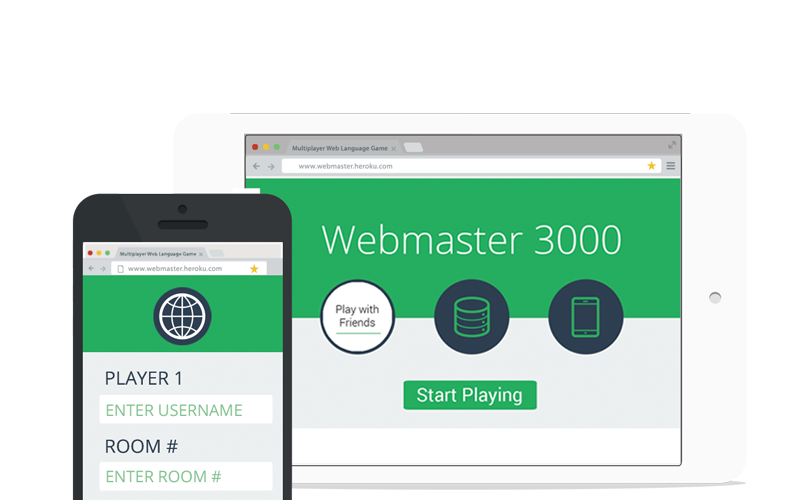 Multiplayer Web Language Game
www.webmaster.heroku.com
Webmaster 3000
Play with
Friends
Start Playing
Multiplayer Web Language Game
www.webmaster.heroku.com
PLAYER 1
ENTER USERNAME
ROOM #
ENTER ROOM #